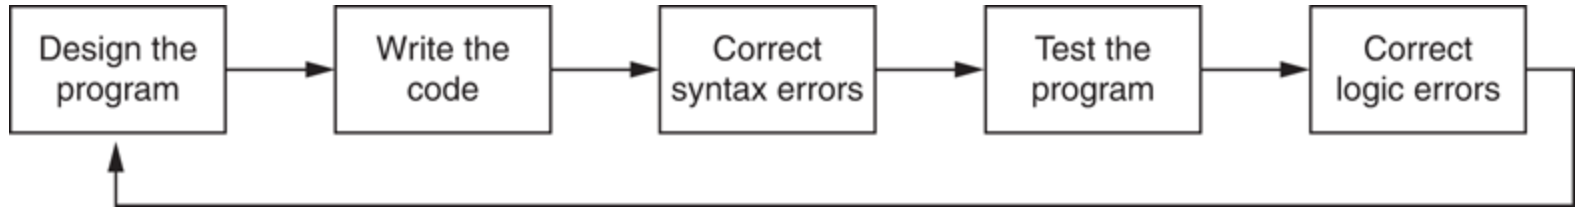 Design the
program
Write the
code
Correct
syntax errors
Test the
program
Correct
logic errors